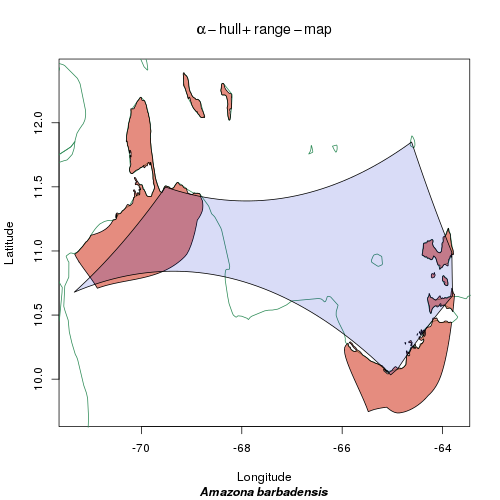 α − hull + range − map
Latitude
12.0
11.5
11.0
10.5
10.0
-70 -68 -66 -64
Longitude
Amazona barbadensis